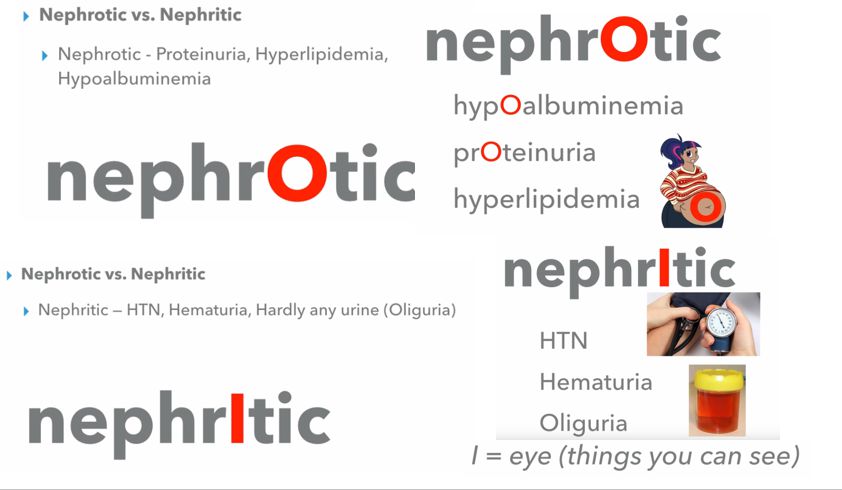 Nephrotic vs. Nephritic
Nephrotic - Proteinuria, Hyperlipidemia,
Hypoalbuminemia
nephrOtic
nephrOtic
hypOalbuminemia
prOteinuria
hyperlipidemia
O
Nephrotic vs. Nephritic
Nephritic – HTN, Hematuria, Hardly any urine (Oliguria)
nephrItic
nephrItic
HTN
Hematuria
Oliguria
I = eye (things you can see)